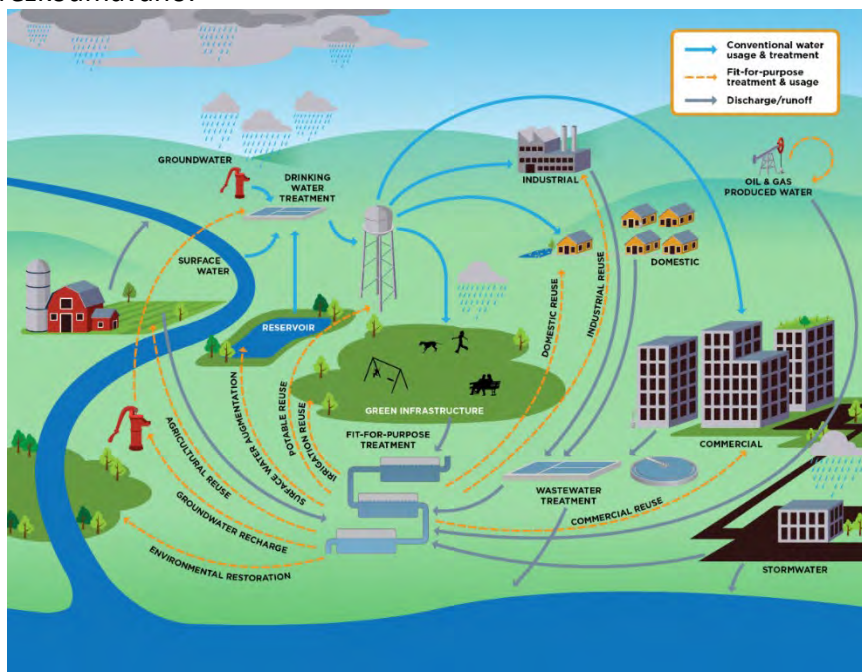 Conventional water
usage & treatment
Fit-for-purpose
treatment & usage
Discharge/runoff
GROUNDWATER
DRINKING
WATER
TREATMENT
INDUSTRIAL
OIL & GAS
PRODUCED WATER
SURFACE
WATER
DOMESTIC
RESERVOIR
DOMESTIC REUSE
INDUSTRIAL REUSE
GREEN INFRASTRUCTURE
POTABLE REUSE
IRRIGATION REUSE
SURFACE WATER AUGMENTATION
AGRICULTURAL REUSE
FIT-FOR-PURPOSE
TREATMENT
COMMERCIAL
WASTEWATER
TREATMENT
COMMERCIAL REUSE
GROUNDWATER RECHARGE
ENVIRONMENTAL RESTORATION
STORMWATER